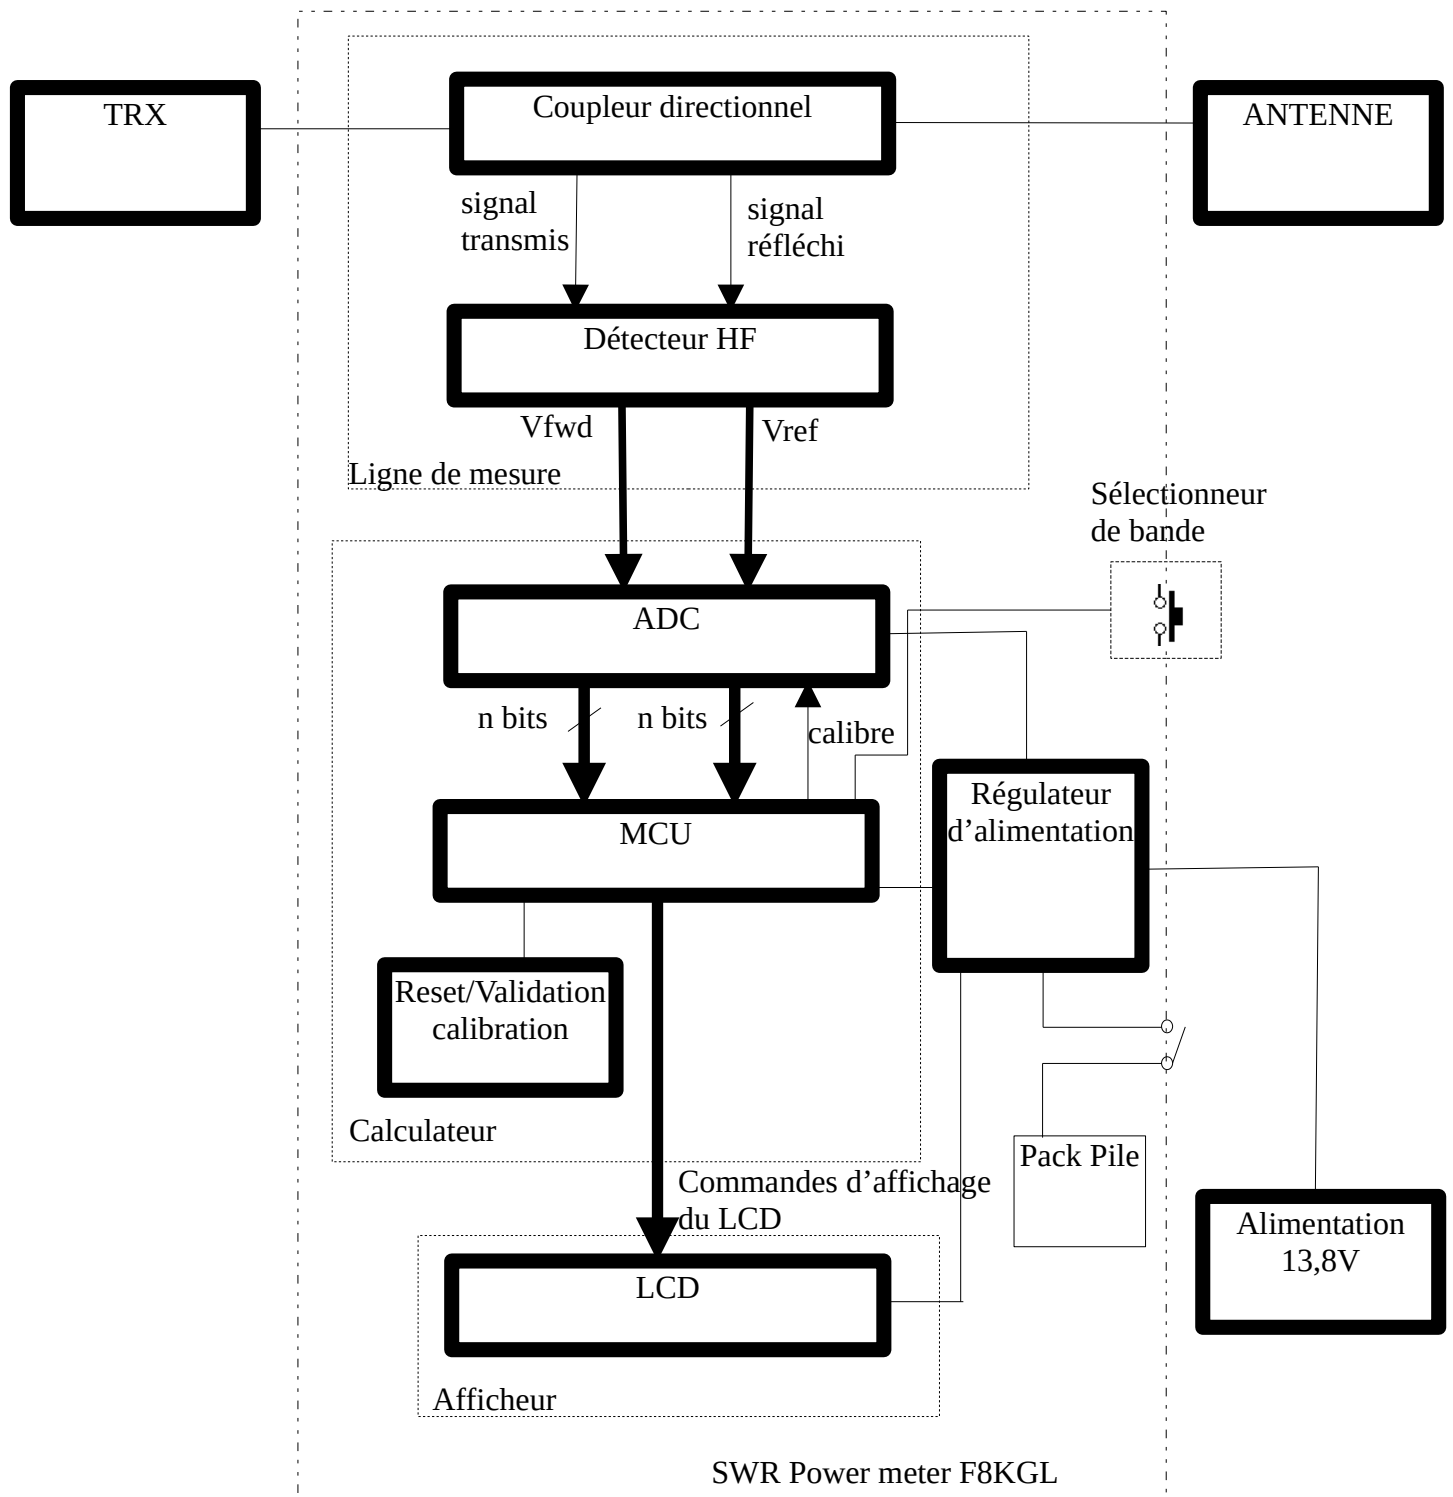 TRX
Coupleur directionnel
ANTENNE
signal
transmis
signal
réfléchi
Détecteur HF
Vfwd
Vref
Ligne de mesure
Sélectionneur
de bande
ADC
n bits
n bits
calibre
MCU
Régulateur
d’alimentation
Reset/Validation
calibration
Calculateur
Pack Pile
Commandes d’affichage
du LCD
Alimentation
13,8V
LCD
Afficheur
SWR Power meter F8KGL